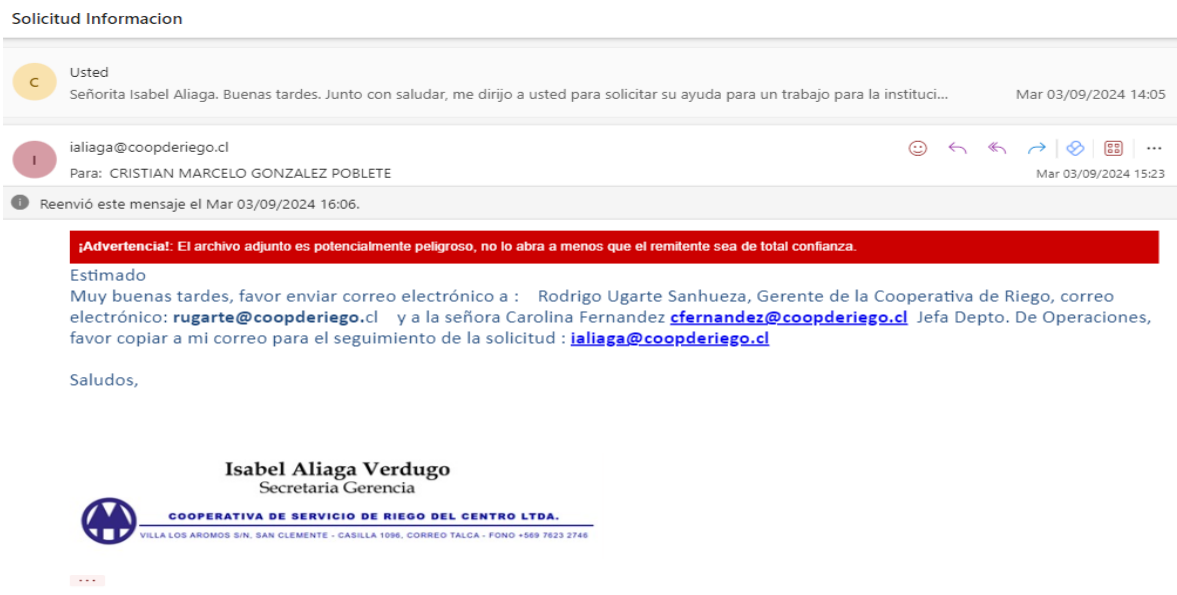 Solicitud Informacion
C
Usted
Señorita Isabel Aliaga. Buenas tardes. Junto con saludar, me dirijo a usted para solicitar su ayuda para un trabajo para la instituci...
Mar 03/09/2024 14:05
I
ialiaga@coopderiego.cl
Para: CRISTIAN MARCELO GONZALEZ POBLETE
Mar 03/09/2024 15:23
Reenvió este mensaje el Mar 03/09/2024 16:06.
¡Advertencia!: El archivo adjunto es potencialmente peligroso, no lo abra a menos que el remitente sea de total confianza.
Estimado
Muy buenas tardes, favor enviar correo electrónico a : Rodrigo Ugarte Sanhueza, Gerente de la Cooperativa de Riego, correo
electrónico: rugarte@coopderiego.cl y a la señora Carolina Fernandez cfernandez@coopderiego.cl Jefa Depto. De Operaciones,
favor copiar a mi correo para el seguimiento de la solicitud : ialiaga@coopderiego.cl
Saludos,
Isabel Aliaga Verdugo
Secretaria Gerencia
COOPERATIVA DE SERVICIO DE RIEGO DEL CENTRO LTDA.
VILLA LOS AROMOS S/N, SAN CLEMENTE - CASILLA 1096, CORREO TALCA - FONO +569 7623 2746
...